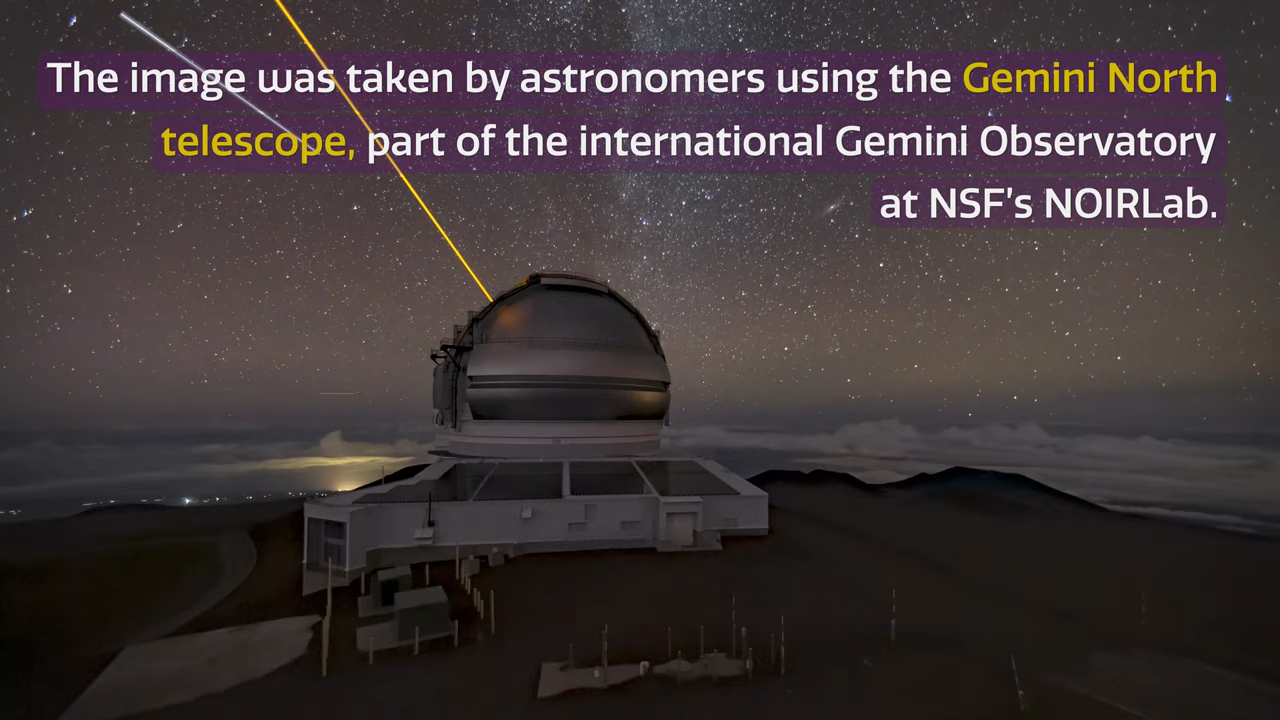 The image was taken by astronomers using the Gemini North
telescope, part of the international Gemini Observatory
at NSF's NOIRLab.